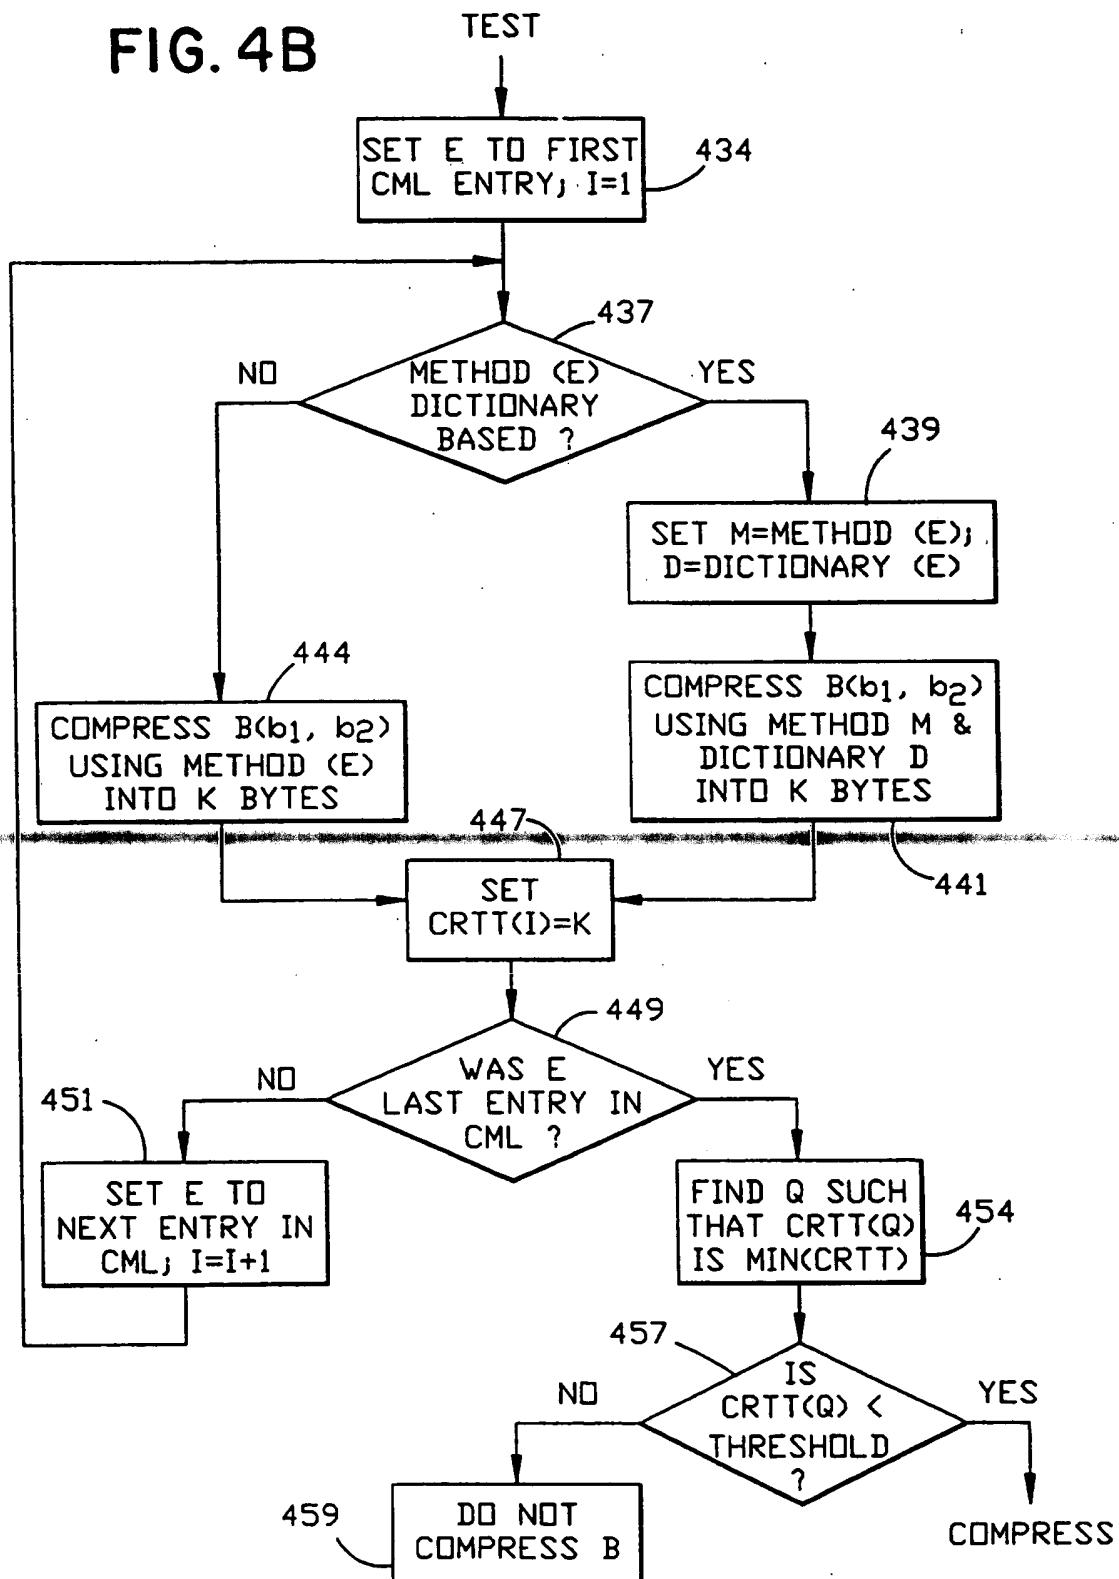 FIG. 4B
TEST
SET E TO FIRST
CML ENTRY; I=1
434
437
NO
METHOD (E)
DICTIONARY
BASED ?
YES
439
SET M=METHOD (E);
D=DICTIONARY (E)
444
COMPRESS B(b1, b2)
USING METHOD (E)
INTO K BYTES
COMPRESS B(b1, b2)
USING METHOD M &
DICTIONARY D
INTO K BYTES
441
447
SET
CRTT(I)=K
449
NO
WAS E
LAST ENTRY IN
CML ?
YES
451
SET E TO
NEXT ENTRY IN
CML; I=I+1
FIND Q SUCH
THAT CRTT(Q)
IS MIN(CRTT)
454
457
NO
IS
CRTT(Q) <
THRESHOLD
?
YES
459
DO NOT
COMPRESS B
COMPRESS